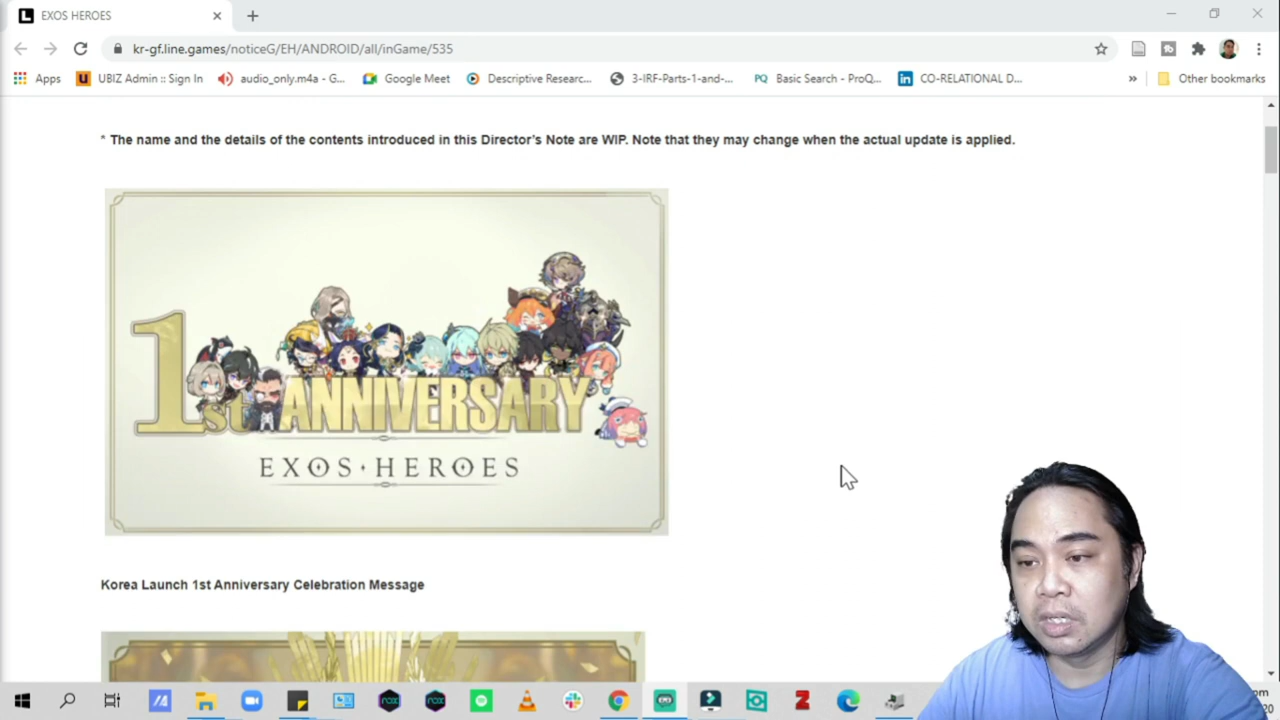 EXOS HEROES
kr-gf.line.games/noticeG/EH/ANDROID/all/inGame/535
Apps
UBIZ Admin :: Sign In
audio_only.m4a - G...
Google Meet
Descriptive Researc...
3-IRF-Parts-1-and-...
PQ
Basic Search - ProQ...
in
CO-RELATIONAL D...
»
Other bookmarks
* The name and the details of the contents introduced in this Director's Note are WIP. Note that they may change when the actual update is applied.
1st ANNIVERSARY
EXOS·HEROES
Korea Launch 1st Anniversary Celebration Message